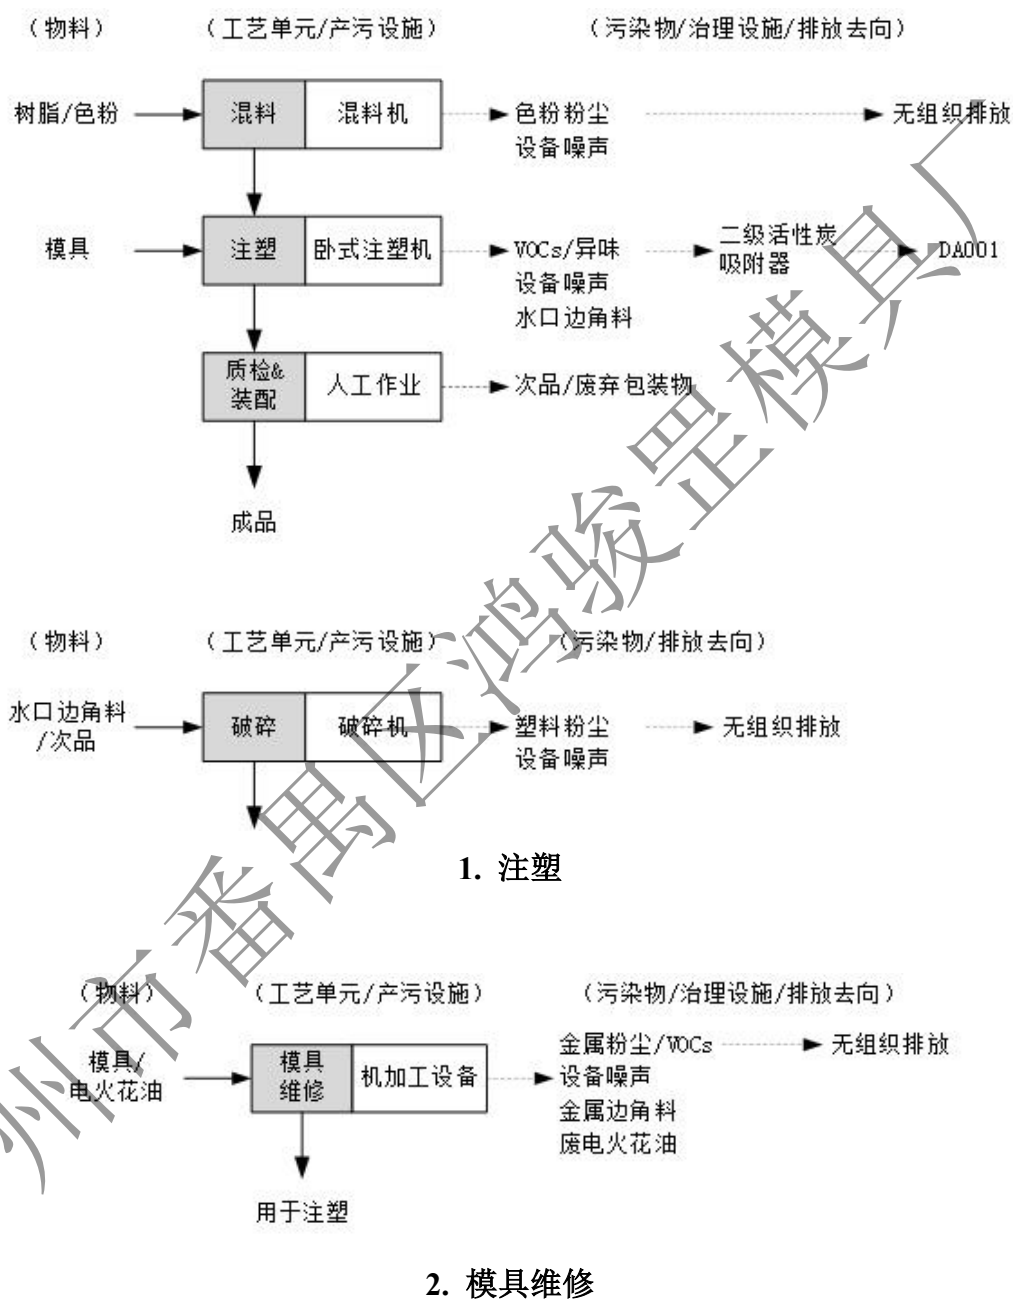 （物料） （工艺单元/产污设施） （污染物/治理设施/排放去向）
树脂/色粉 混料 混料机 色粉粉尘 无组织排放
设备噪声
模具 注塑 卧式注塑机 VOCs/异味 二级活性炭 DA001
吸附器
设备噪声
水口边角料
质检& 人工作业 次品/废弃包装物
装配
成品
（物料） （工艺单元/产污设施） （污染物/排放去向）
水口边角料 破碎 破碎机 塑料粉尘 无组织排放
/次品 设备噪声
1. 注塑
（物料） （工艺单元/产污设施） （污染物/治理设施/排放去向）
金属粉尘/VOCs 无组织排放
模具/ 模具 机加工设备 设备噪声
电火花油 维修
金属边角料
废电火花油
用于注塑
2. 模具维修
州市番禺区鸿骏罡模具厂